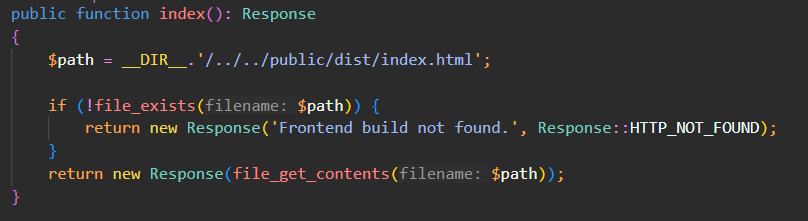 public function index(): Response
{
$path = __DIR__.'/../../public/dist/index.html';
if (!file_exists(filename: $path)) {
return new Response('Frontend build not found.', Response::HTTP_NOT_FOUND);
}
return new Response(file_get_contents(filename: $path));
}